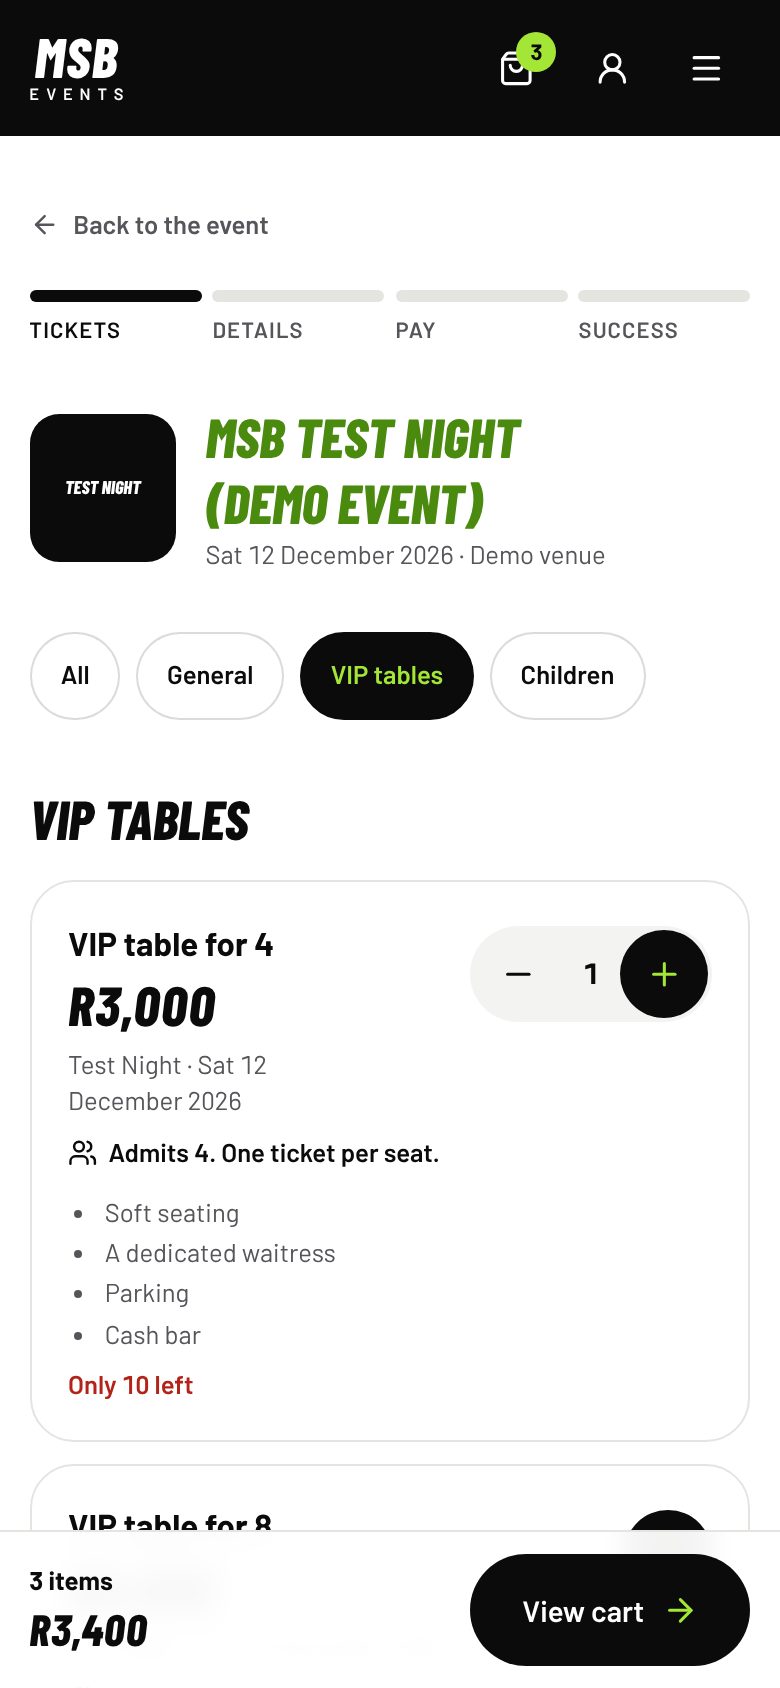 MSB
EVENTS
3
Back to the event
TICKETS
DETAILS
PAY
SUCCESS
TEST NIGHT
MSB TEST NIGHT
(DEMO EVENT)
Sat 12 December 2026 · Demo venue
All
General
VIP tables
Children
VIP TABLES
VIP table for 4
1
R3,000
Test Night · Sat 12
December 2026
Admits 4. One ticket per seat.
• Soft seating
• A dedicated waitress
• Parking
• Cash bar
Only 10 left
VIP table for 8
3 items
R3,400
View cart